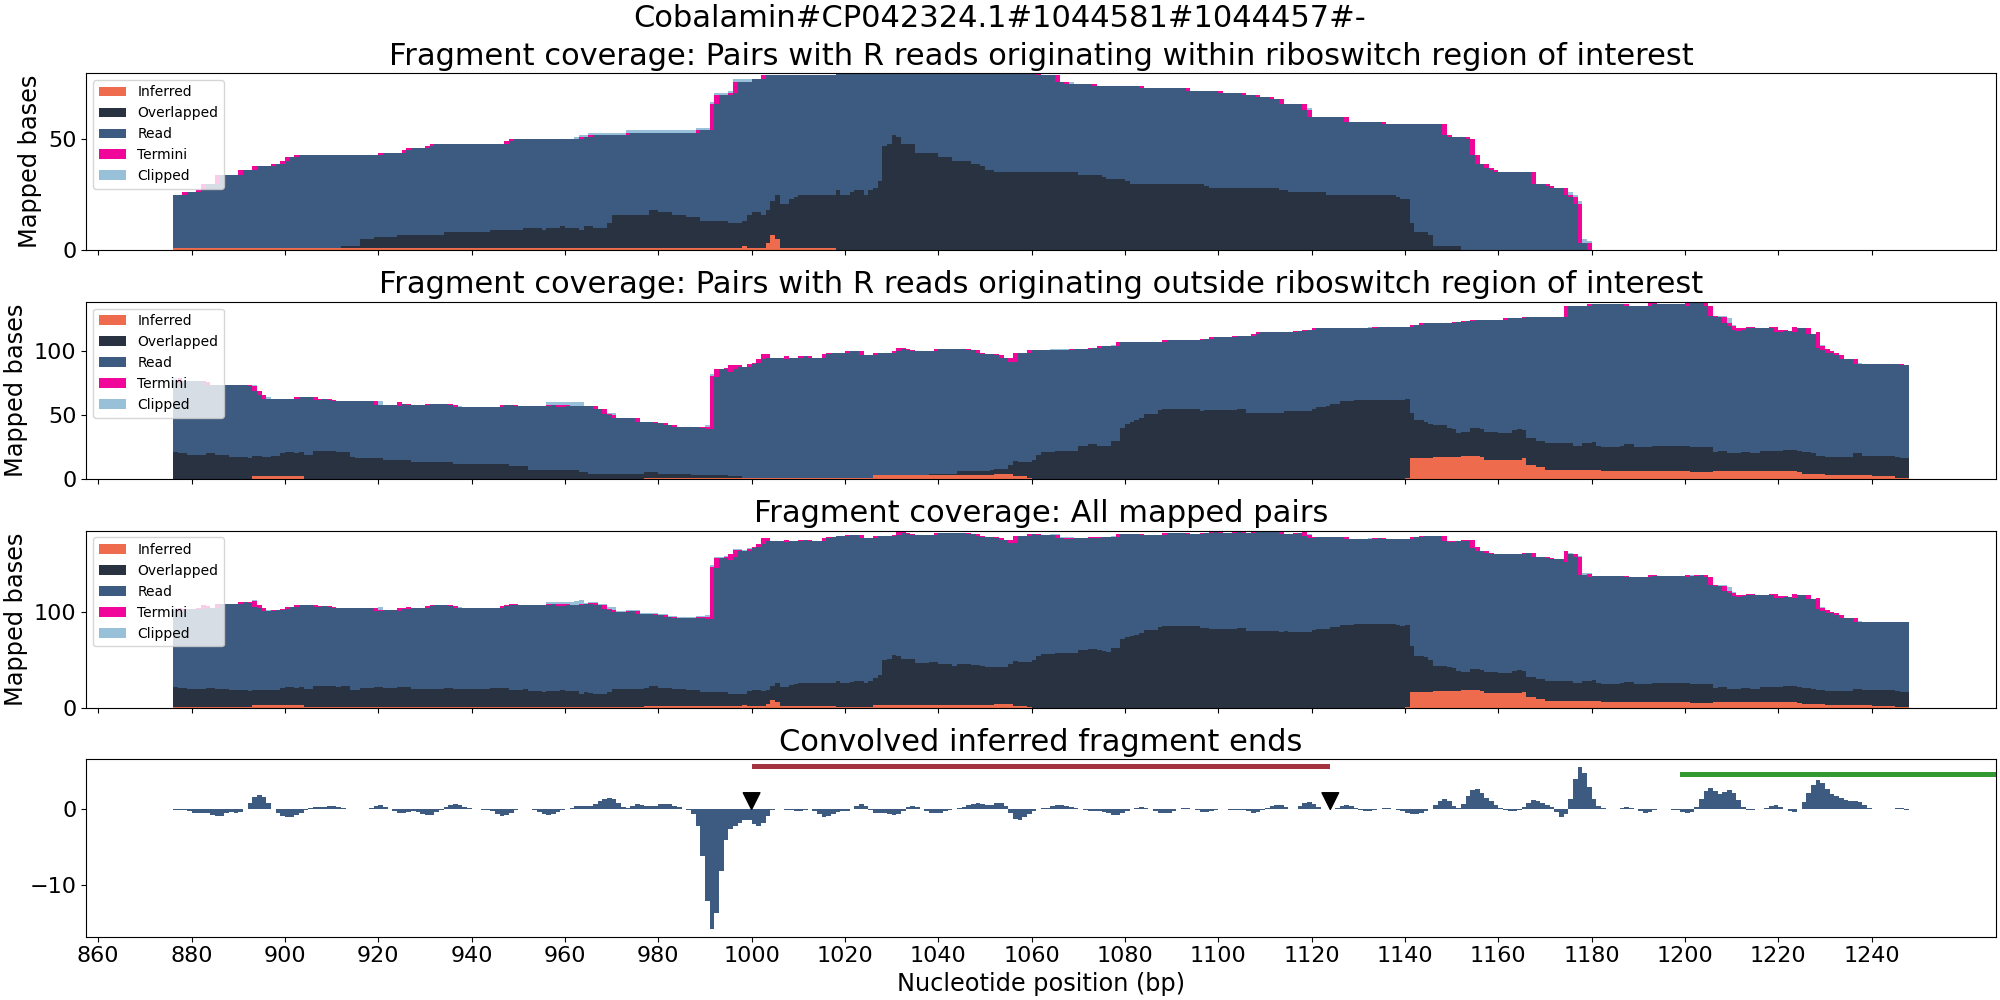 Cobalamin#CP042324.1#1044581#1044457#-
Fragment coverage: Pairs with R reads originating within riboswitch region of interest
Mapped bases
50
0
Inferred
Overlapped
Read
Termini
Clipped
Fragment coverage: Pairs with R reads originating outside riboswitch region of interest
Mapped bases
100
50
0
Inferred
Overlapped
Read
Termini
Clipped
Fragment coverage: All mapped pairs
Mapped bases
100
0
Inferred
Overlapped
Read
Termini
Clipped
Convolved inferred fragment ends
0
−10
860 880 900 920 940 960 980 1000 1020 1040 1060 1080 1100 1120 1140 1160 1180 1200 1220 1240
Nucleotide position (bp)